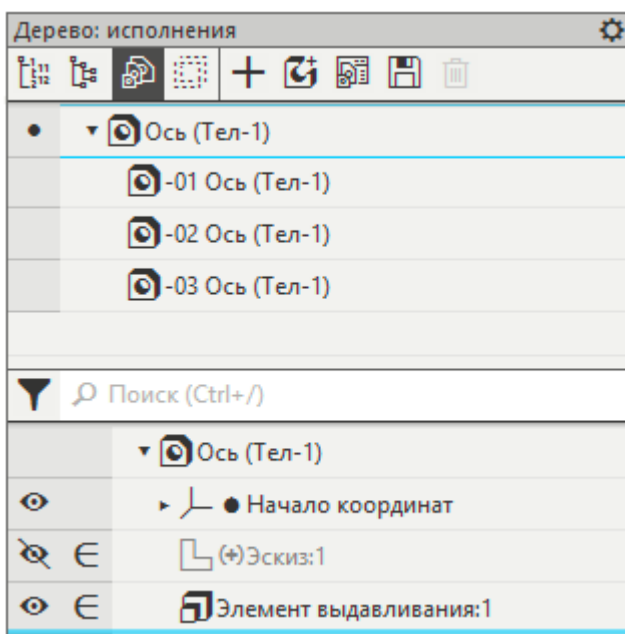 Дерево: исполнения
Ось (Тел-1)
-01 Ось (Тел-1)
-02 Ось (Тел-1)
-03 Ось (Тел-1)
Поиск (Ctrl+/)
Ось (Тел-1)
Начало координат
(+)Эскиз:1
Элемент выдавливания:1